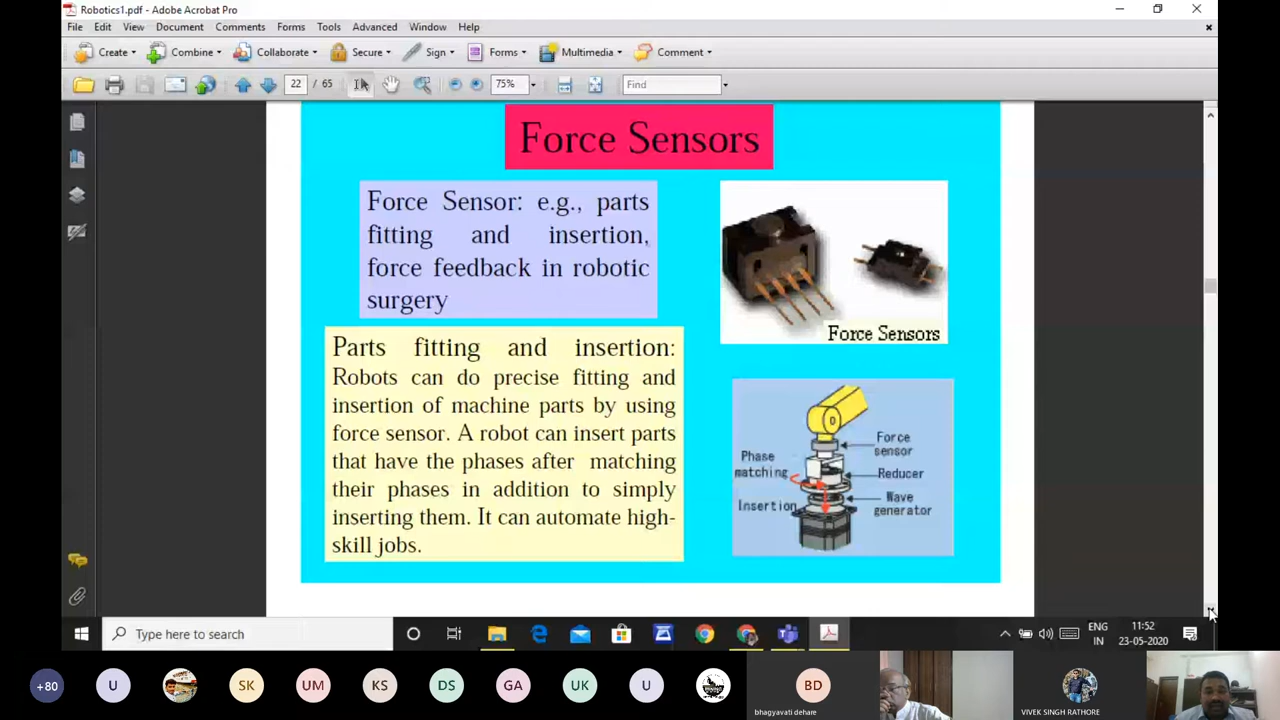 Robotics1.pdf - Adobe Acrobat Pro
File Edit View Document Comments Forms Tools Advanced Window Help
Create Combine Collaborate Secure Sign Forms Multimedia Comment
22 / 65 75% Find
Force Sensors
Force Sensor: e.g., parts
fitting and insertion,
force feedback in robotic
surgery
Force Sensors
Parts fitting and insertion:
Robots can do precise fitting and
insertion of machine parts by using
force sensor. A robot can insert parts
that have the phases after matching
their phases in addition to simply
inserting them. It can automate high-
skill jobs.
Force
sensor
Phase
matching
Reducer
Insertion
Wave
generator
Type here to search
ENG
IN
11:52
23-05-2020
+80 U SK UM KS DS GA UK U BD
bhagyavati dehare
VIVEK SINGH RATHORE